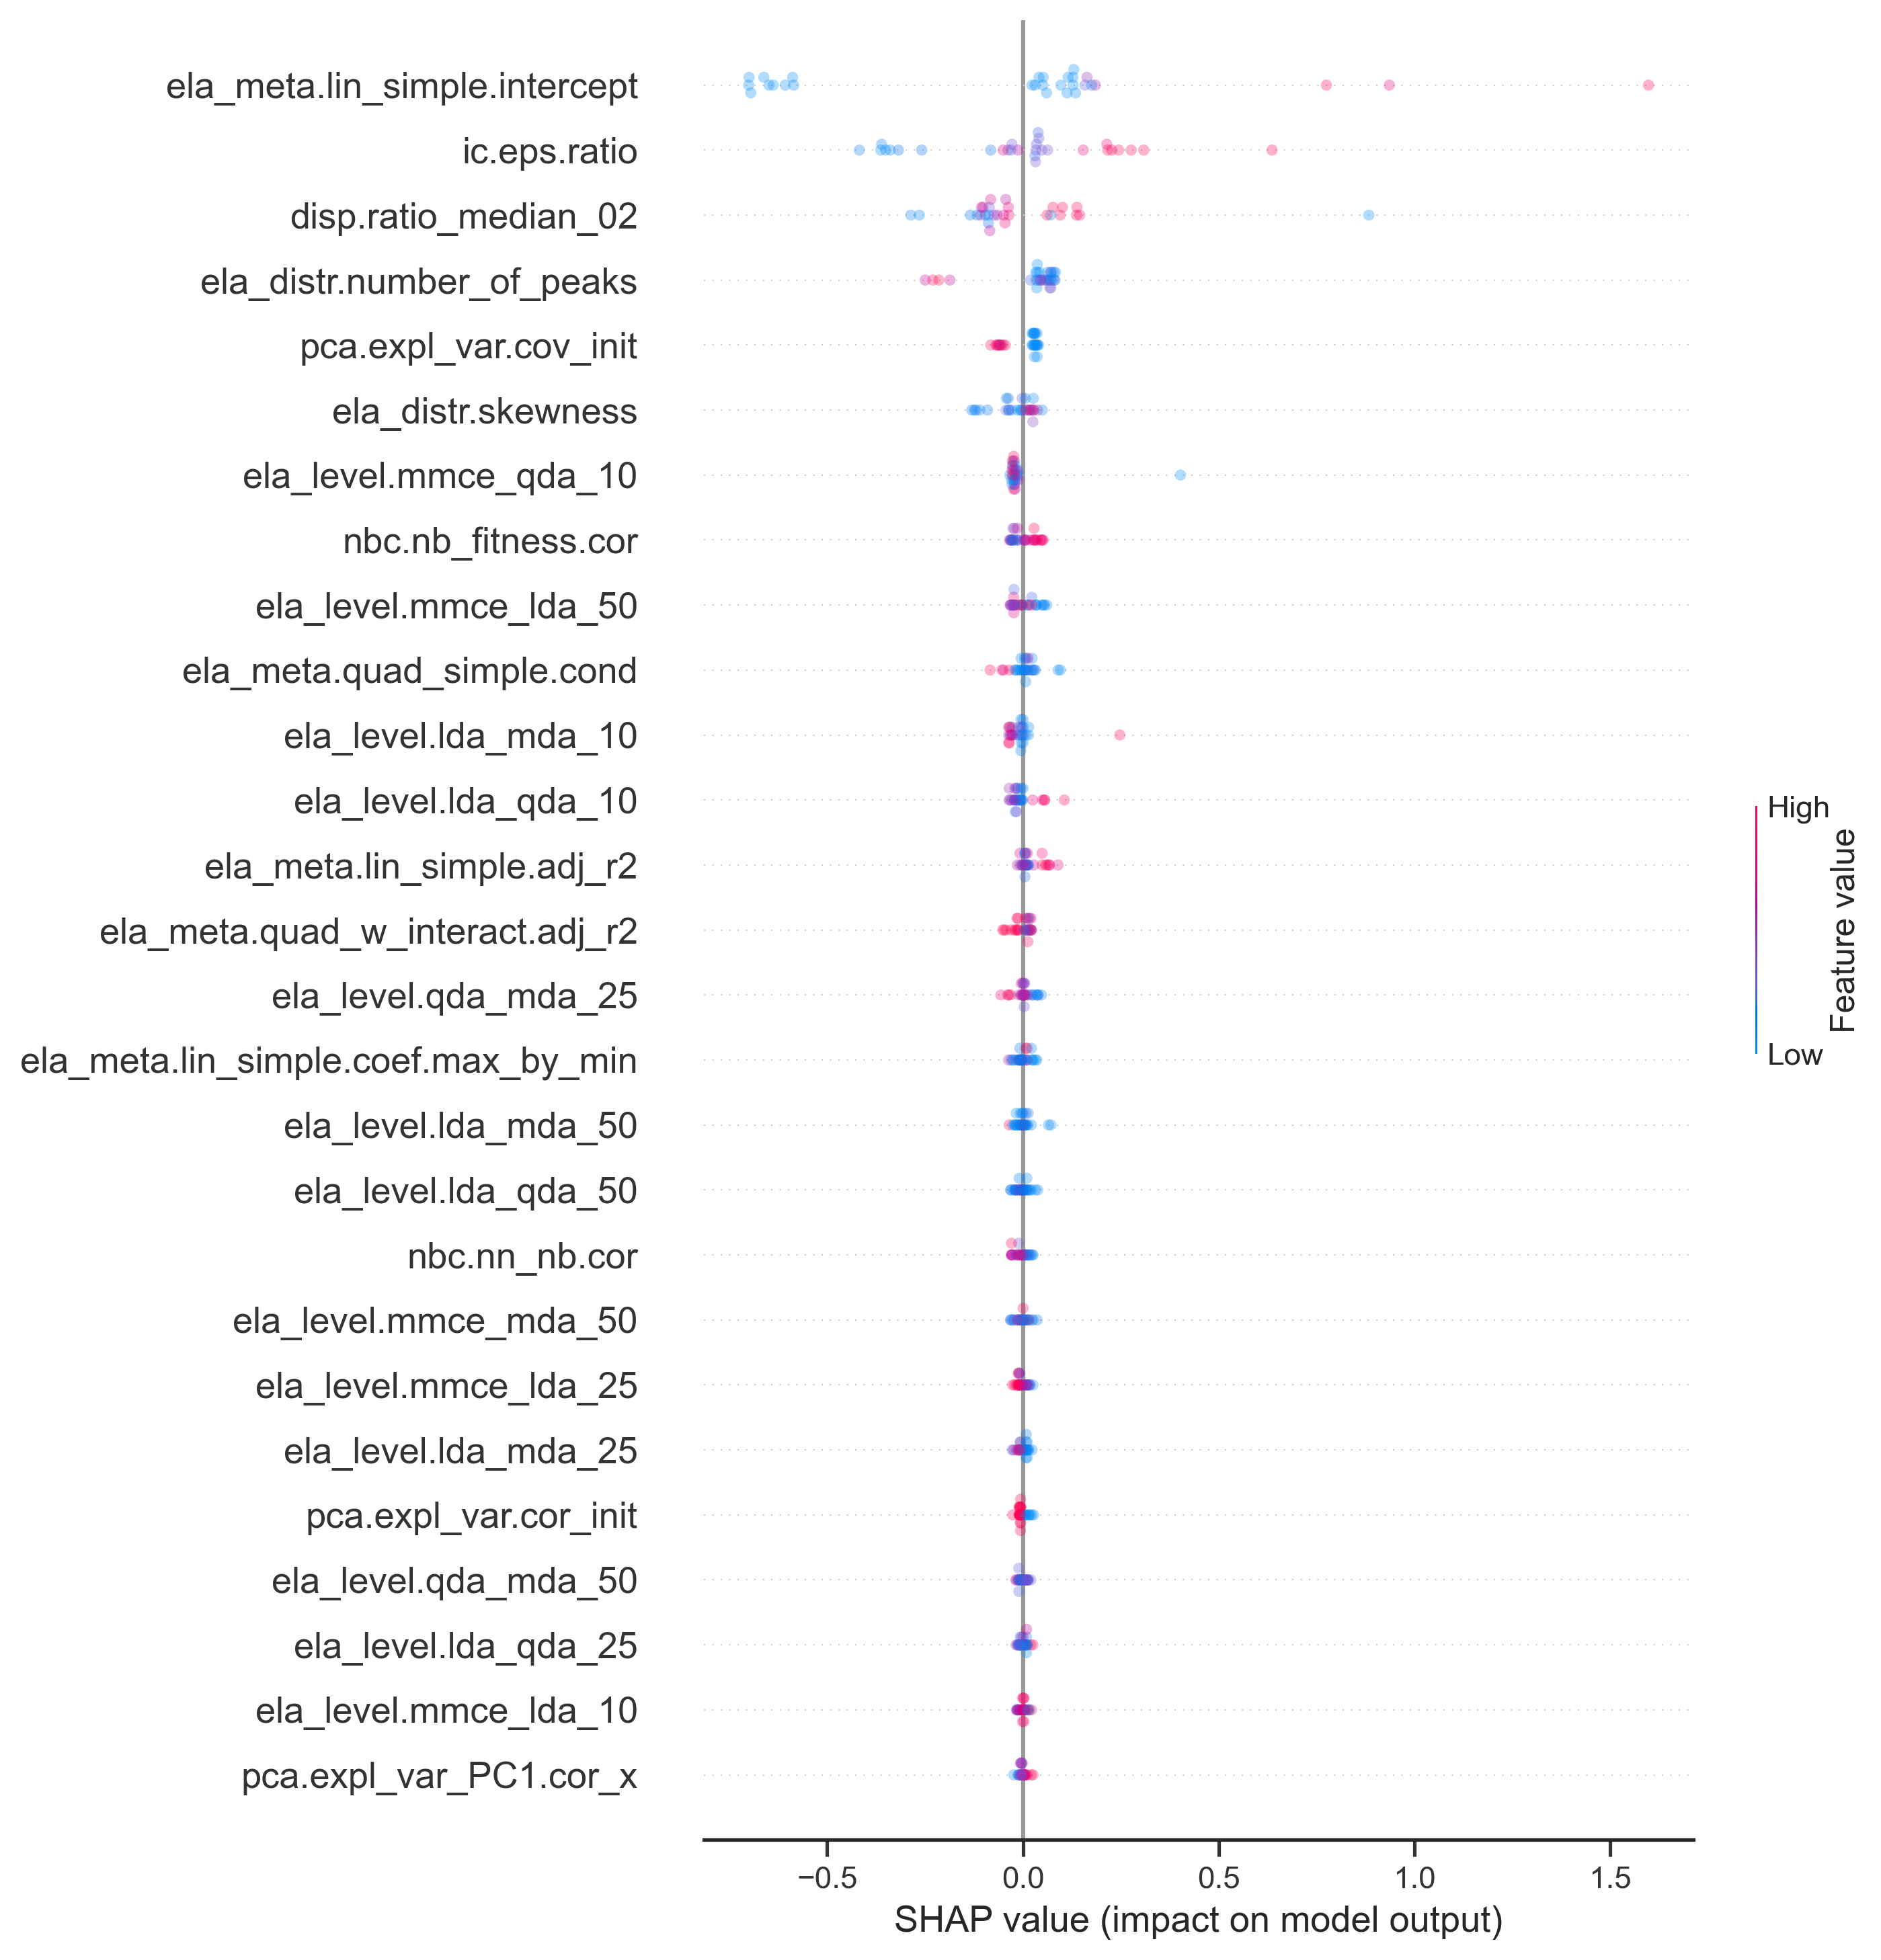 ela_meta.lin_simple.intercept
ic.eps.ratio
disp.ratio_median_02
ela_distr.number_of_peaks
pca.expl_var.cov_init
ela_distr.skewness
ela_level.mmce_qda_10
nbc.nb_fitness.cor
ela_level.mmce_lda_50
ela_meta.quad_simple.cond
ela_level.lda_mda_10
ela_level.lda_qda_10
ela_meta.lin_simple.adj_r2
ela_meta.quad_w_interact.adj_r2
ela_level.qda_mda_25
ela_meta.lin_simple.coef.max_by_min
ela_level.lda_mda_50
ela_level.lda_qda_50
nbc.nn_nb.cor
ela_level.mmce_mda_50
ela_level.mmce_lda_25
ela_level.lda_mda_25
pca.expl_var.cor_init
ela_level.qda_mda_50
ela_level.lda_qda_25
ela_level.mmce_lda_10
pca.expl_var_PC1.cor_x
−0.5 0.0 0.5 1.0 1.5
SHAP value (impact on model output)
High
Feature value
Low